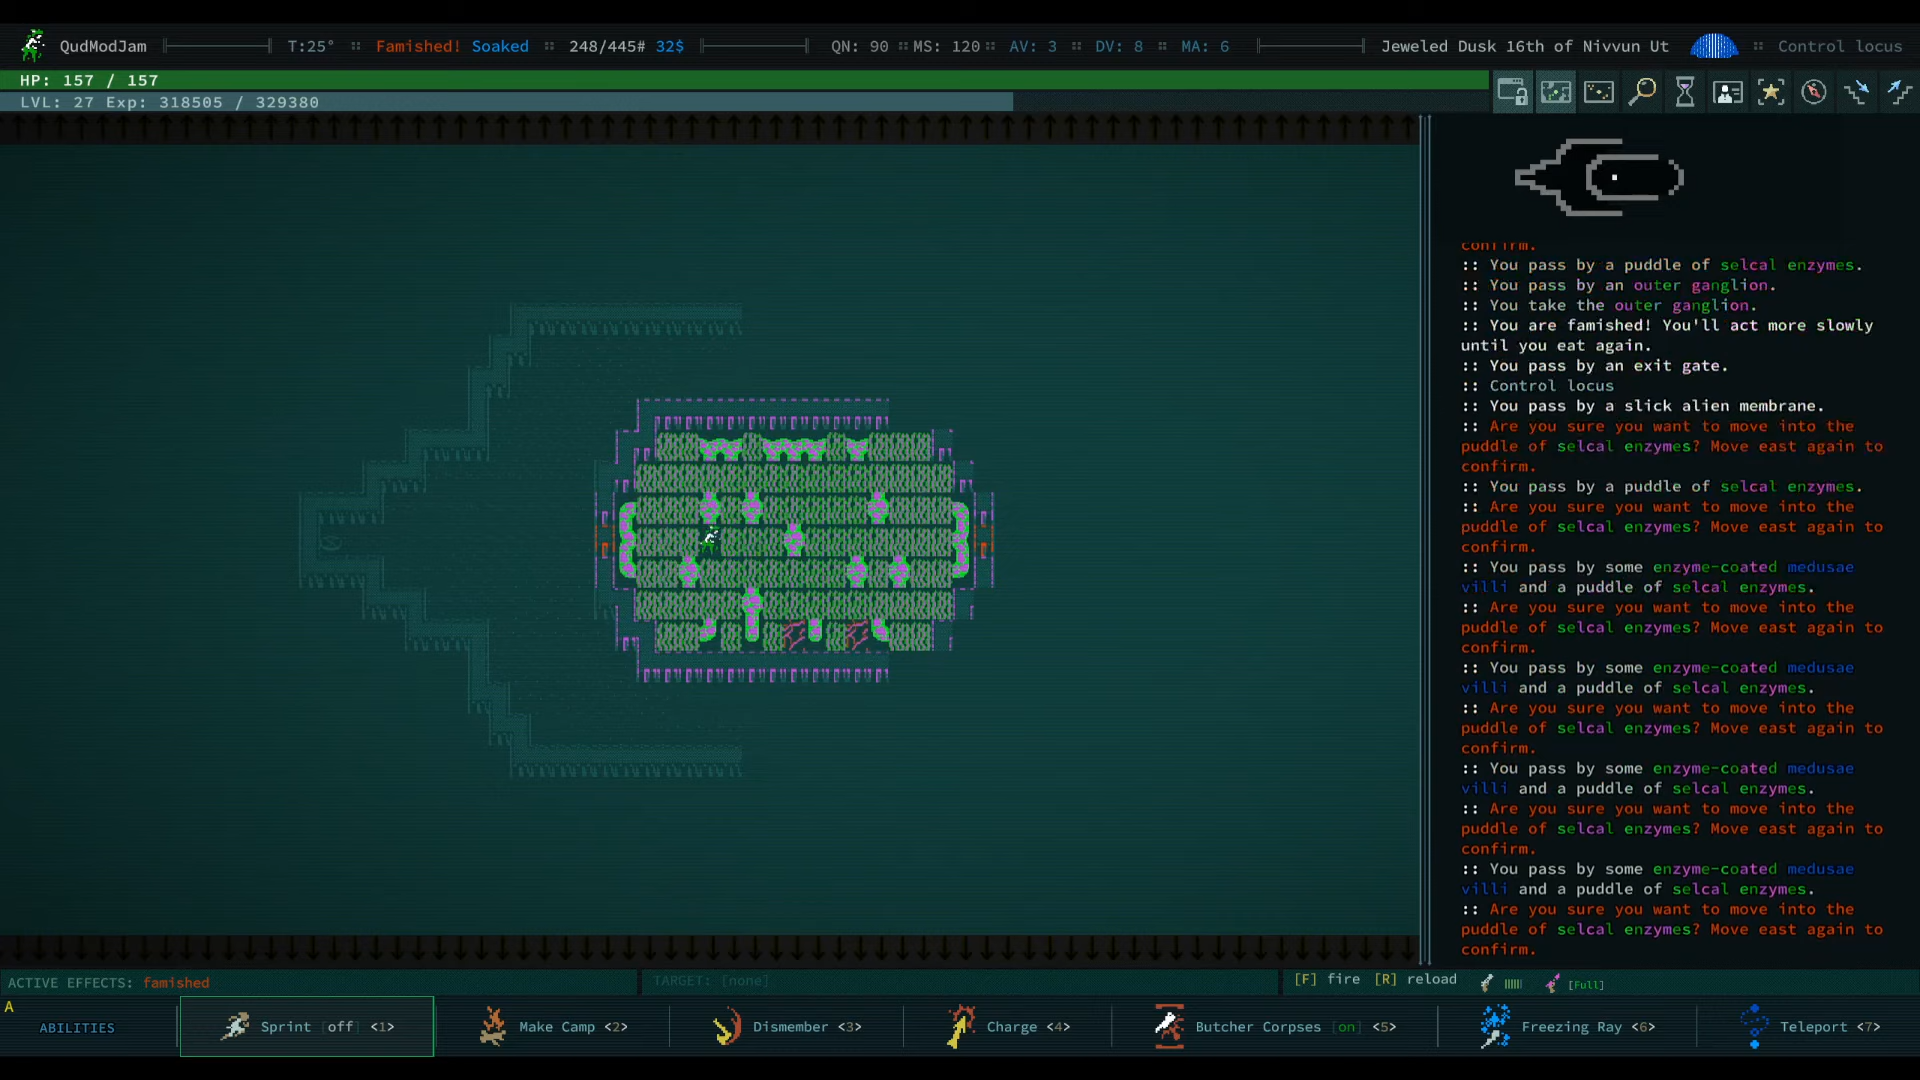 QudModJam
T:25° :: Famished! Soaked :: 248/445# 32$
QN: 90 :: MS: 120 :: AV: 3 :: DV: 8 :: MA: 6
Jeweled Dusk 16th of Nivvun Ut :: Control locus
HP: 157 / 157
LVL: 27 Exp: 318505 / 329380
confirm.
:: You pass by a puddle of selcal enzymes.
:: You pass by an outer ganglion.
:: You take the outer ganglion.
:: You are famished! You'll act more slowly
until you eat again.
:: You pass by an exit gate.
:: Control locus
:: You pass by a slick alien membrane.
:: Are you sure you want to move into the
puddle of selcal enzymes? Move east again to
confirm.
:: You pass by a puddle of selcal enzymes.
:: Are you sure you want to move into the
puddle of selcal enzymes? Move east again to
confirm.
:: You pass by some enzyme-coated medusae
villi and a puddle of selcal enzymes.
:: Are you sure you want to move into the
puddle of selcal enzymes? Move east again to
confirm.
:: You pass by some enzyme-coated medusae
villi and a puddle of selcal enzymes.
:: Are you sure you want to move into the
puddle of selcal enzymes? Move east again to
confirm.
:: You pass by some enzyme-coated medusae
villi and a puddle of selcal enzymes.
:: Are you sure you want to move into the
puddle of selcal enzymes? Move east again to
confirm.
:: You pass by some enzyme-coated medusae
villi and a puddle of selcal enzymes.
:: Are you sure you want to move into the
puddle of selcal enzymes? Move east again to
confirm.
ACTIVE EFFECTS: famished
TARGET: [none]
[F] fire [R] reload
[Full]
A
ABILITIES
Sprint [off] <1>
Make Camp <2>
Dismember <3>
Charge <4>
Butcher Corpses [on] <5>
Freezing Ray <6>
Teleport <7>